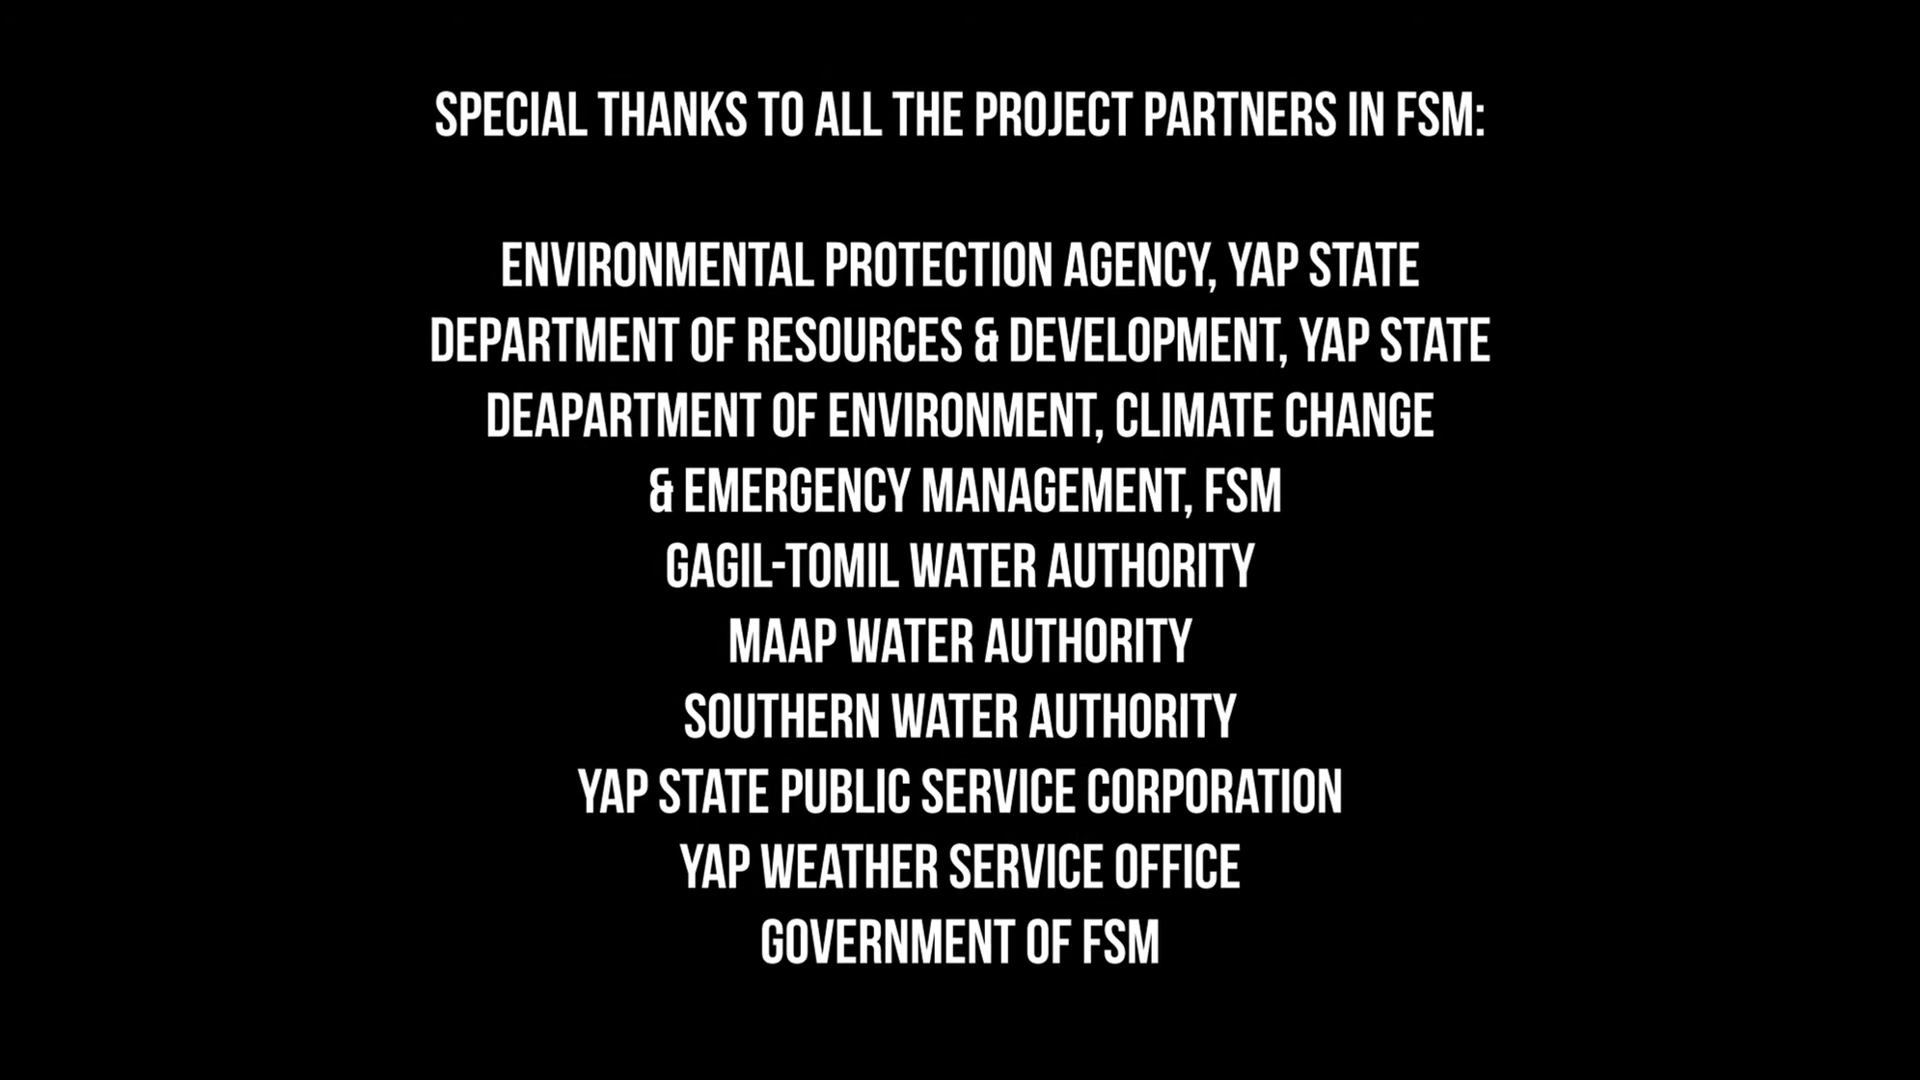 SPECIAL THANKS TO ALL THE PROJECT PARTNERS IN FSM:
ENVIRONMENTAL PROTECTION AGENCY, YAP STATE
DEPARTMENT OF RESOURCES & DEVELOPMENT, YAP STATE
DEAPARTMENT OF ENVIRONMENT, CLIMATE CHANGE
& EMERGENCY MANAGEMENT, FSM
GAGIL-TOMIL WATER AUTHORITY
MAAP WATER AUTHORITY
SOUTHERN WATER AUTHORITY
YAP STATE PUBLIC SERVICE CORPORATION
YAP WEATHER SERVICE OFFICE
GOVERNMENT OF FSM